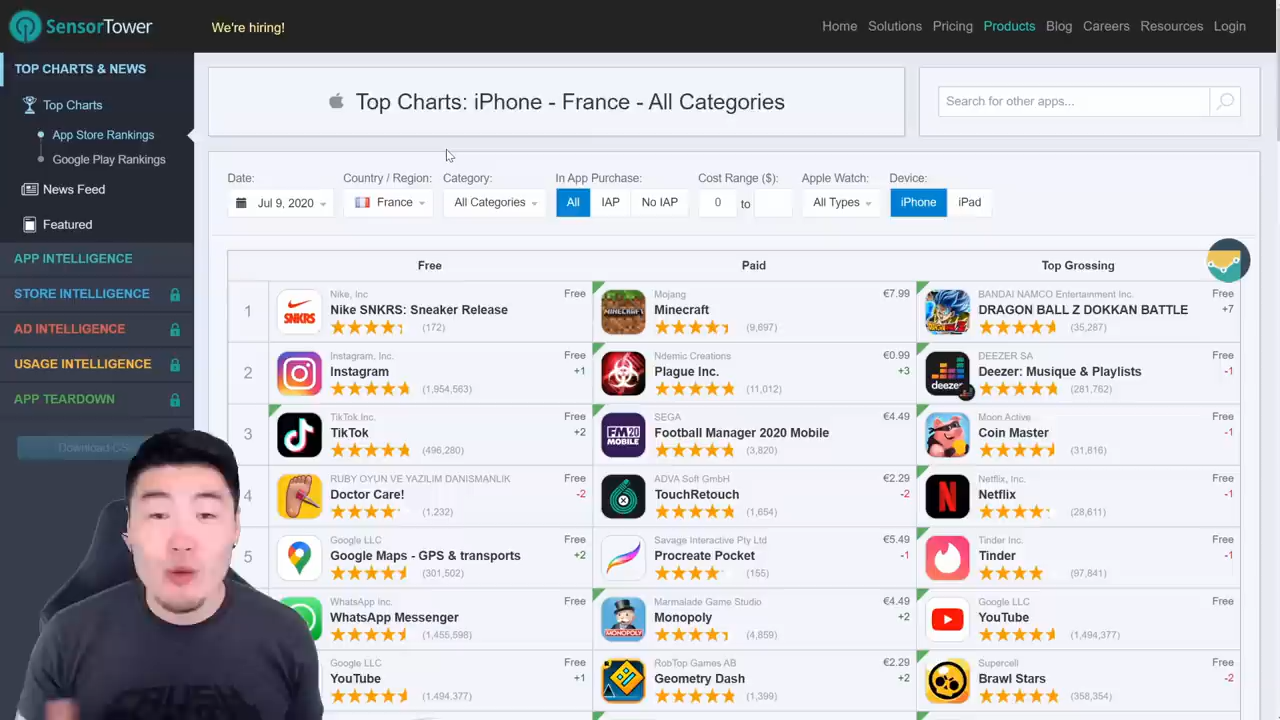 SensorTower
We're hiring!
Home Solutions Pricing Products Blog Careers Resources Login
TOP CHARTS & NEWS
Top Charts
App Store Rankings
Google Play Rankings
News Feed
Featured
APP INTELLIGENCE
STORE INTELLIGENCE
AD INTELLIGENCE
USAGE INTELLIGENCE
APP TEARDOWN
Top Charts: iPhone - France - All Categories
Search for other apps...
Date: Country / Region: Category: In App Purchase: Cost Range ($): Apple Watch: Device:
Jul 9, 2020 France All Categories All IAP No IAP 0 to All Types iPhone iPad
Free Paid Top Grossing
1
Nike, Inc Free
SNKRS
Nike SNKRS: Sneaker Release
(172)
Mojang €7.99
MINECRAFT
Minecraft
(9,697)
BANDAI NAMCO Entertainment Inc. Free
DRAGON BALL Z DOKKAN BATTLE +7
(35,287)
2
Instagram, Inc. Free
Instagram +1
(1,954,563)
Ndemic Creations €0.99
Plague Inc. +3
(11,012)
DEEZER SA Free
deezer
Deezer: Musique & Playlists -1
(281,762)
3
TikTok Inc. Free
TikTok +2
(496,280)
SEGA €4.49
FM20
MOBILE
Football Manager 2020 Mobile
(3,820)
Moon Active Free
Coin Master -1
(31,816)
4
RUBY OYUN VE YAZILIM DANISMANLIK Free
Doctor Care! -2
(1,232)
ADVA Soft GmbH €2.29
TouchRetouch -2
(1,654)
Netflix, Inc. Free
N
Netflix -1
(28,611)
5
Google LLC Free
Google Maps - GPS & transports +2
(301,502)
Savage Interactive Pty Ltd €5.49
Procreate Pocket -1
(155)
Tinder Inc. Free
Tinder -1
(97,841)
WhatsApp Inc. Free
WhatsApp Messenger
(1,455,598)
Marmalade Game Studio €4.49
MONOPOLY
Monopoly +2
(4,859)
Google LLC Free
YouTube
(1,494,377)
Google LLC Free
YouTube +1
(1,494,377)
RobTop Games AB €2.29
Geometry Dash +2
(1,399)
Supercell Free
Brawl Stars -2
(358,354)